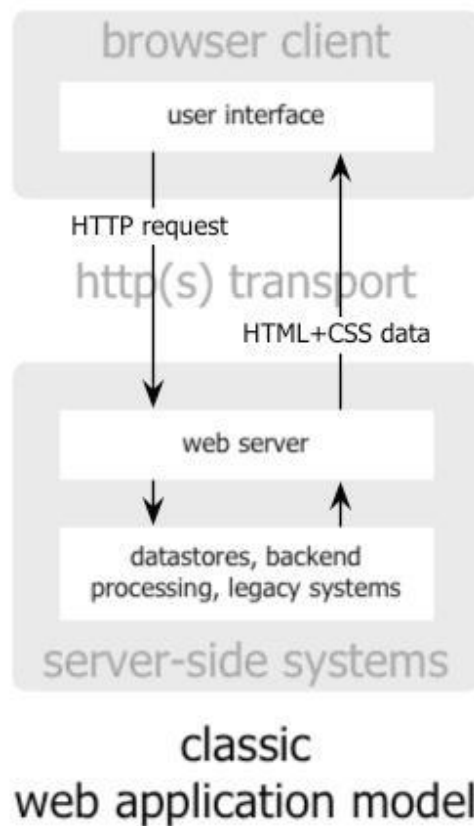 browser client
user interface
HTTP request
http(s) transport
HTML+CSS data
web server
datastores, backend
processing, legacy systems
server-side systems
classic
web application model